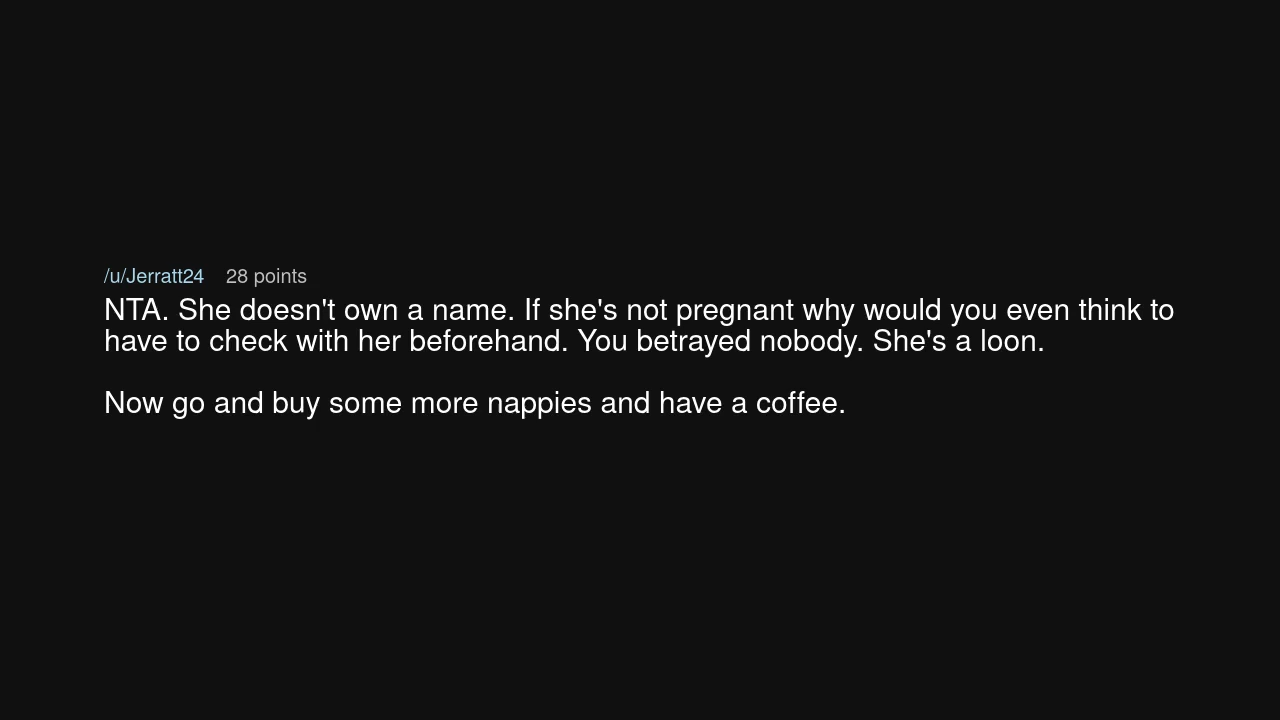 /u/Jerratt24 28 points
NTA. She doesn't own a name. If she's not pregnant why would you even think to
have to check with her beforehand. You betrayed nobody. She's a loon.
Now go and buy some more nappies and have a coffee.